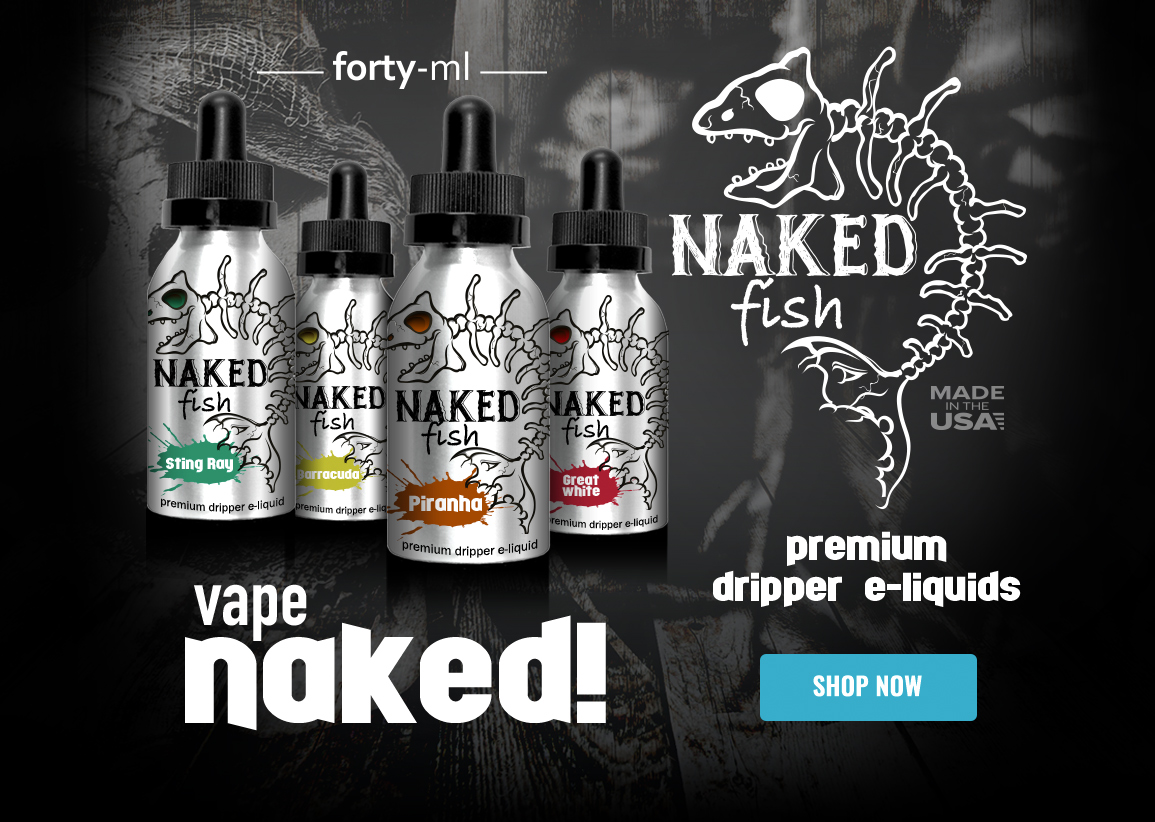 forty-ml
NAKED
fish
Sting Ray
premium dripper e-liquid
NAKED
fish
Barracuda
premium dripper e-liq
NAKED
fish
Piranha
premium dripper e-liquid
NAKED
fish
Great
white
premium dripper e-liquid
vape
naked!
NAKED
fish
MADE
IN THE
USA
premium
dripper e-liquids
SHOP NOW